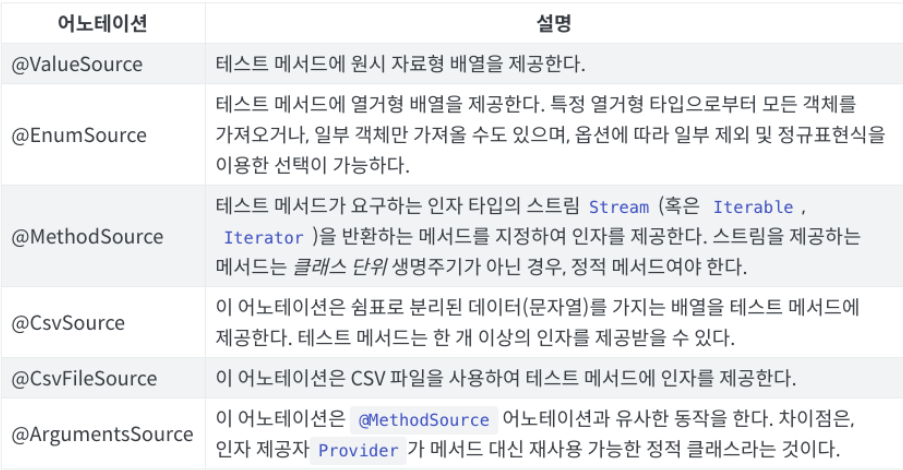 어노테이션 설명
@ValueSource 테스트 메서드에 원시 자료형 배열을 제공한다.
테스트 메서드에 열거형 배열을 제공한다. 특정 열거형 타입으로부터 모든 객체를
@EnumSource 가져오거나, 일부 객체만 가져올 수도 있으며, 옵션에 따라 일부 제외 및 정규표현식을
이용한 선택이 가능하다.
테스트 메서드가 요구하는 인자 타입의 스트림 Stream (혹은 Iterable ,
@MethodSource Iterator )을 반환하는 메서드를 지정하여 인자를 제공한다. 스트림을 제공하는
메서드는 클래스 단위 생명주기가 아닌 경우, 정적 메서드여야 한다.
@CsvSource 이 어노테이션은 쉼표로 분리된 데이터(문자열)를 가지는 배열을 테스트 메서드에
제공한다. 테스트 메서드는 한 개 이상의 인자를 제공받을 수 있다.
@CsvFileSource 이 어노테이션은 CSV 파일을 사용하여 테스트 메서드에 인자를 제공한다.
@ArgumentsSource 이 어노테이션은 @MethodSource 어노테이션과 유사한 동작을 한다. 차이점은,
인자 제공자 Provider 가 메서드 대신 재사용 가능한 정적 클래스라는 것이다.